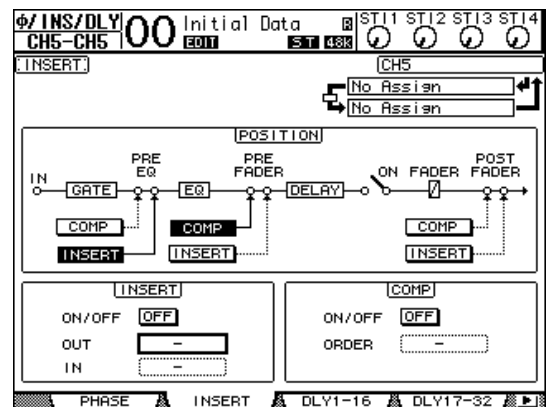 Φ/INS/DLY 00 Initial Data STI1 STI2 STI3 STI4
CH5-CH5 EDIT ST 48K
INSERT CH5
No Assign
No Assign
POSITION
IN GATE PRE EQ EQ PRE FADER DELAY ON FADER POST FADER
COMP COMP COMP
INSERT INSERT INSERT
INSERT COMP
ON/OFF OFF ON/OFF OFF
OUT - ORDER -
IN -
PHASE INSERT DLY1-16 DLY17-32